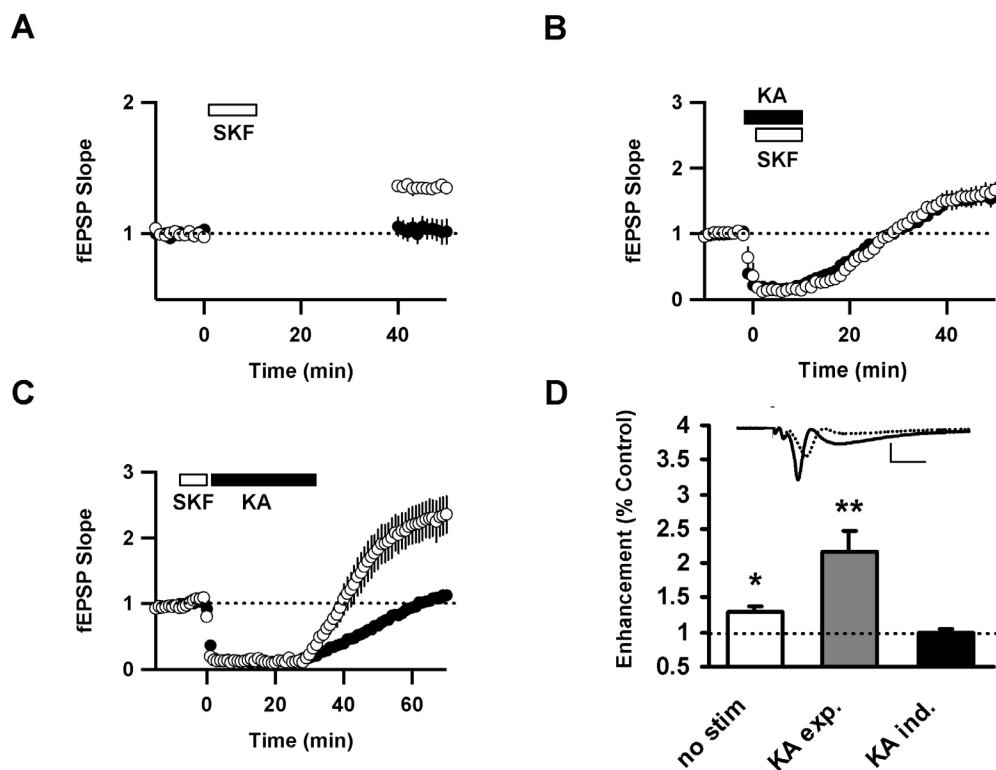 A
2
SKF
fEPSP Slope
1
0
20
40
Time (min)
B
3
KA
SKF
2
fEPSP Slope
1
0
0
20
40
Time (min)
C
3
SKF KA
2
fEPSP Slope
1
0
0
20
40
60
Time (min)
D
4
3.5
3
2.5
2
1.5
1
0.5
Enhancement (% Control)
*
**
no stim
KA exp.
KA ind.